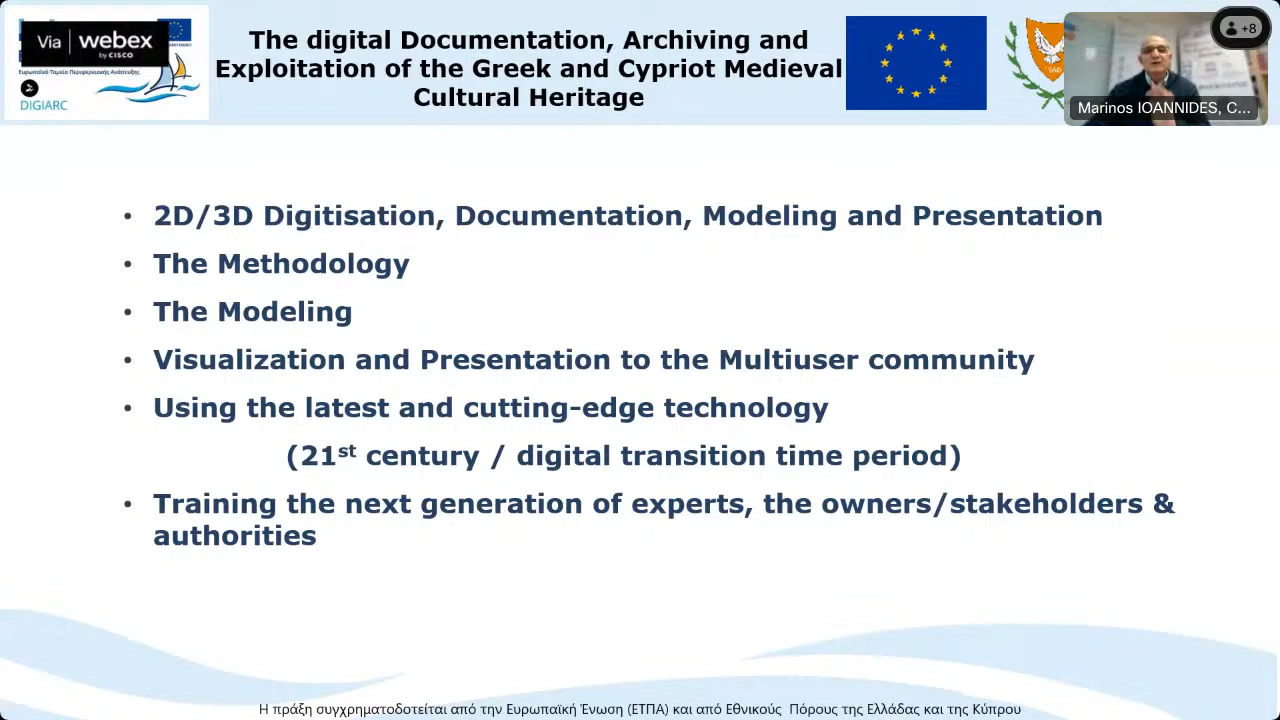 Via webex
by CISCO
Ευρωπαϊκό Ταμείο Περιφερειακής Ανάπτυξης
DIGIARC
The digital Documentation, Archiving and
Exploitation of the Greek and Cypriot Medieval
Cultural Heritage
+8
Marinos IOANNIDES, C...
• 2D/3D Digitisation, Documentation, Modeling and Presentation
• The Methodology
• The Modeling
• Visualization and Presentation to the Multiuser community
• Using the latest and cutting-edge technology
(21st century / digital transition time period)
• Training the next generation of experts, the owners/stakeholders &
authorities
Η πράξη συγχρηματοδοτείται από την Ευρωπαϊκή Ένωση (ΕΤΠΑ) και από Εθνικούς Πόρους της Ελλάδας και της Κύπρου